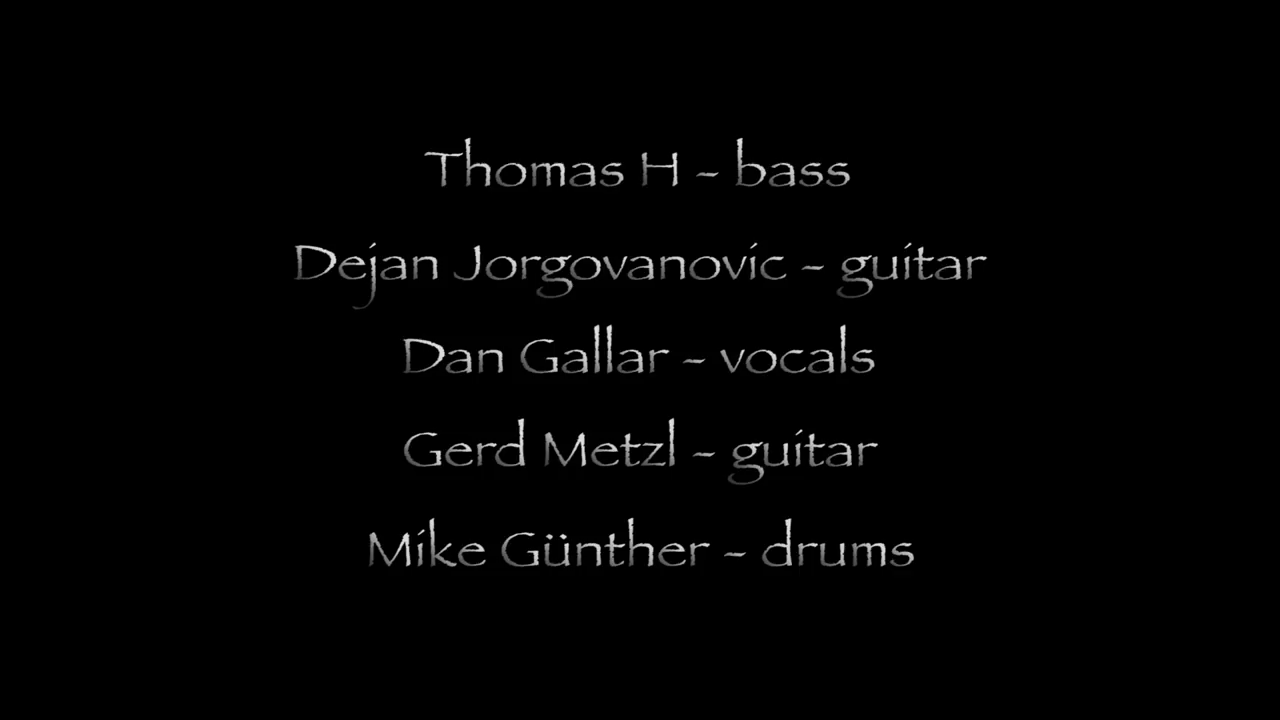 Thomas H - bass
Dejan Jorgovanovic - guitar
Dan Gallar - vocals
Gerd Metzl - guitar
Mike Günther - drums